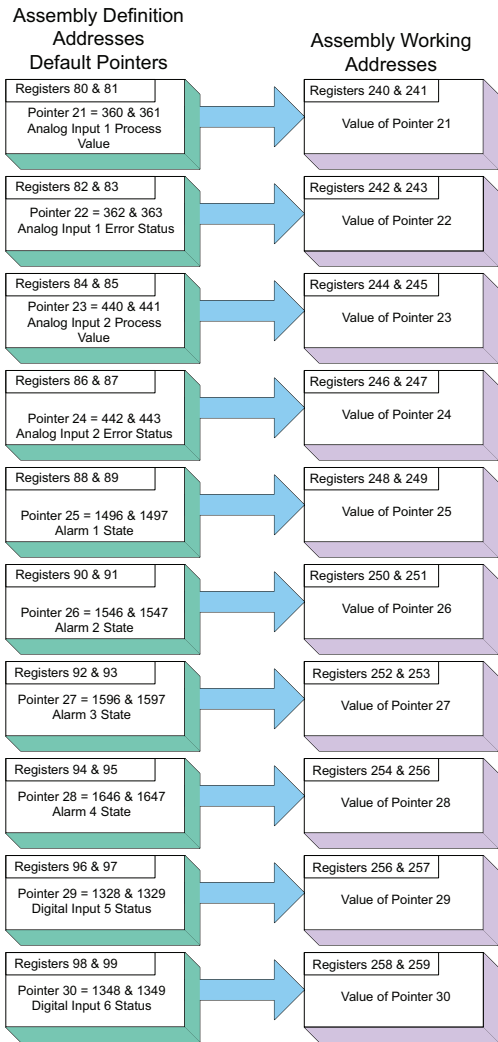 Assembly Definition
Addresses
Default Pointers
Assembly Working
Addresses
Registers 80 & 81
Pointer 21 = 360 & 361
Analog Input 1 Process
Value
Registers 240 & 241
Value of Pointer 21
Registers 82 & 83
Pointer 22 = 362 & 363
Analog Input 1 Error Status
Registers 242 & 243
Value of Pointer 22
Registers 84 & 85
Pointer 23 = 440 & 441
Analog Input 2 Process
Value
Registers 244 & 245
Value of Pointer 23
Registers 86 & 87
Pointer 24 = 442 & 443
Analog Input 2 Error Status
Registers 246 & 247
Value of Pointer 24
Registers 88 & 89
Pointer 25 = 1496 & 1497
Alarm 1 State
Registers 248 & 249
Value of Pointer 25
Registers 90 & 91
Pointer 26 = 1546 & 1547
Alarm 2 State
Registers 250 & 251
Value of Pointer 26
Registers 92 & 93
Pointer 27 = 1596 & 1597
Alarm 3 State
Registers 252 & 253
Value of Pointer 27
Registers 94 & 95
Pointer 28 = 1646 & 1647
Alarm 4 State
Registers 254 & 256
Value of Pointer 28
Registers 96 & 97
Pointer 29 = 1328 & 1329
Digital Input 5 Status
Registers 256 & 257
Value of Pointer 29
Registers 98 & 99
Pointer 30 = 1348 & 1349
Digital Input 6 Status
Registers 258 & 259
Value of Pointer 30